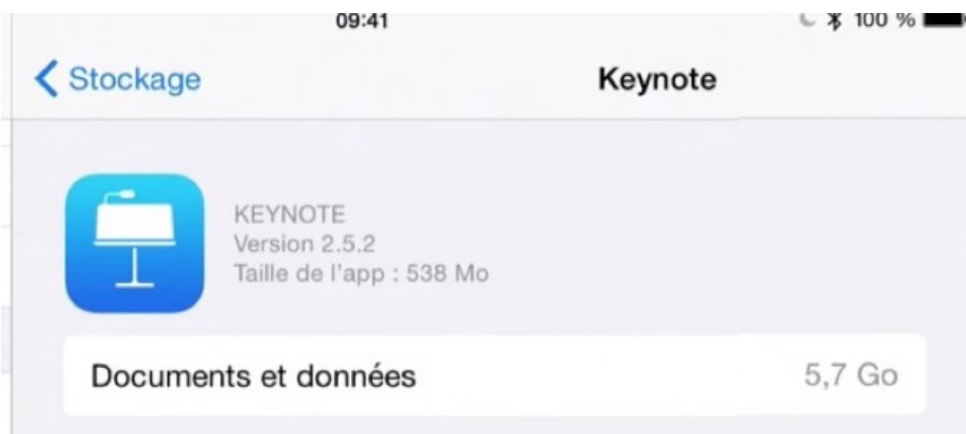 09:41
100 %
Stockage
Keynote
KEYNOTE
Version 2.5.2
Taille de l'app : 538 Mo
Documents et données
5,7 Go